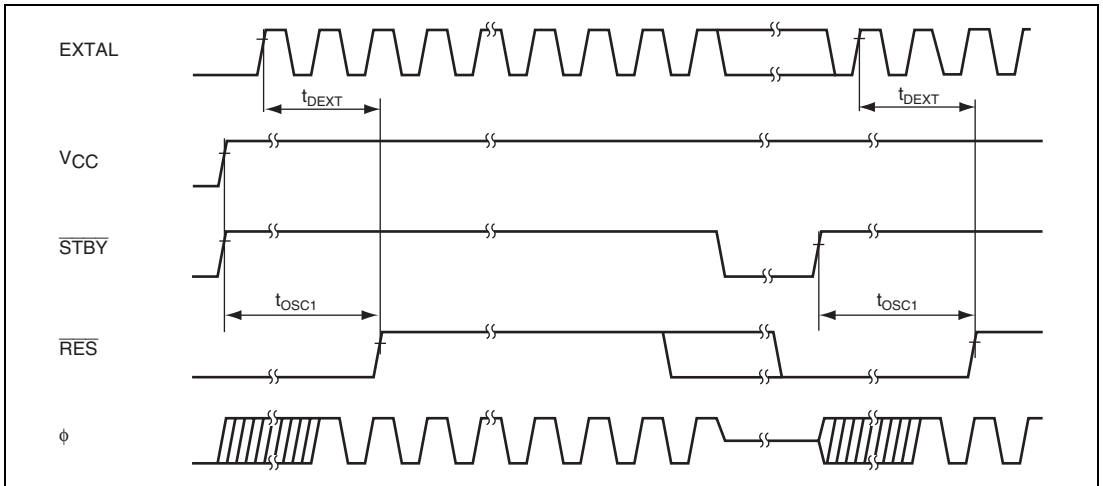 EXTAL
tDEXT tDEXT
VCC
STBY
tOSC1 tOSC1
RES
ϕ